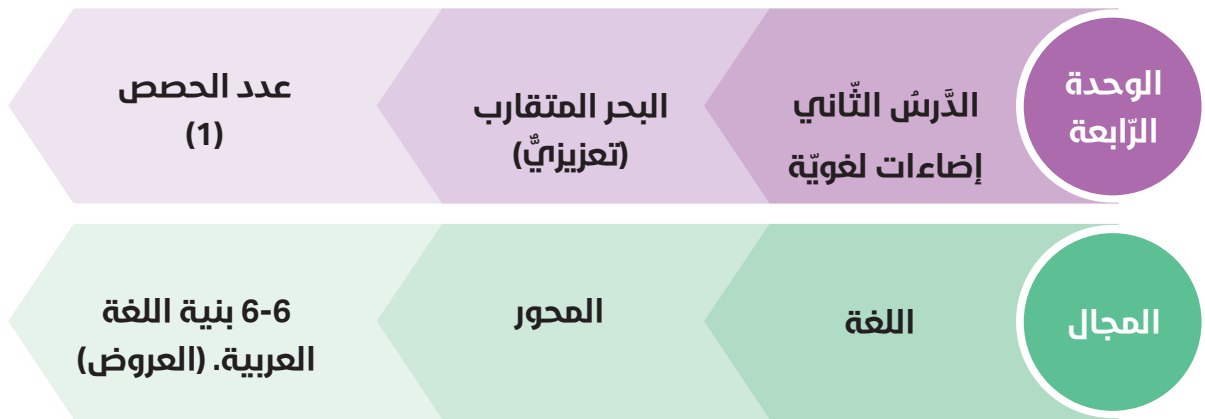 الوحدة
الرّابعة
الدَّرسُ الثّاني
إضاءات لغويّة
البحر المتقارب
(تعزيزيٌّ)
عدد الحصص
(1)
المجال
اللغة
المحور
6-6 بنية اللغة
العربية. (العروض)